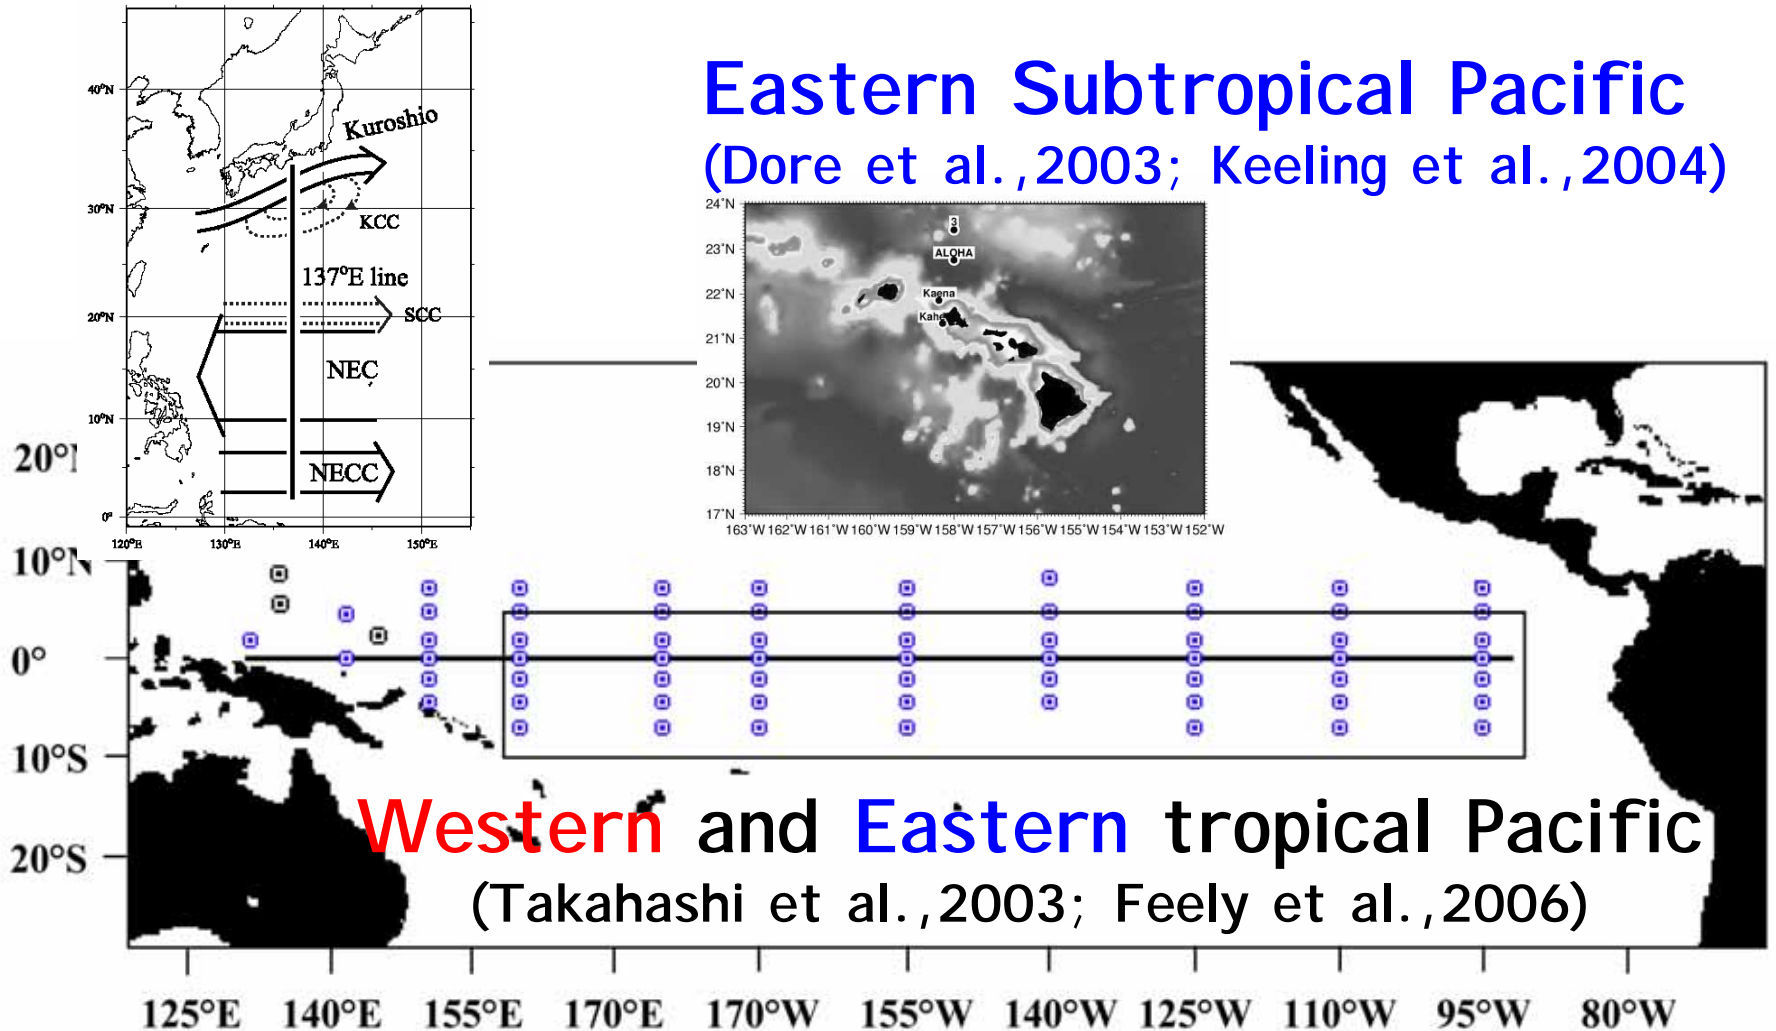 Eastern Subtropical Pacific
(Dore et al.,2003; Keeling et al.,2004)
40°N
30°N
20°N
10°N
0°
120°E 130°E 140°E 150°E
Kuroshio
KCC
137°E line
SCC
NEC
NECC
24°N
23°N
22°N
21°N
20°N
19°N
18°N
17°N
163°W 162°W 161°W 160°W 159°W 158°W 157°W 156°W 155°W 154°W 153°W 152°W
3
ALOHA
Kaena
Kahe
10°N
0°
10°S
20°S
Western and Eastern tropical Pacific
(Takahashi et al.,2003; Feely et al.,2006)
125°E 140°E 155°E 170°E 170°W 155°W 140°W 125°W 110°W 95°W 80°W